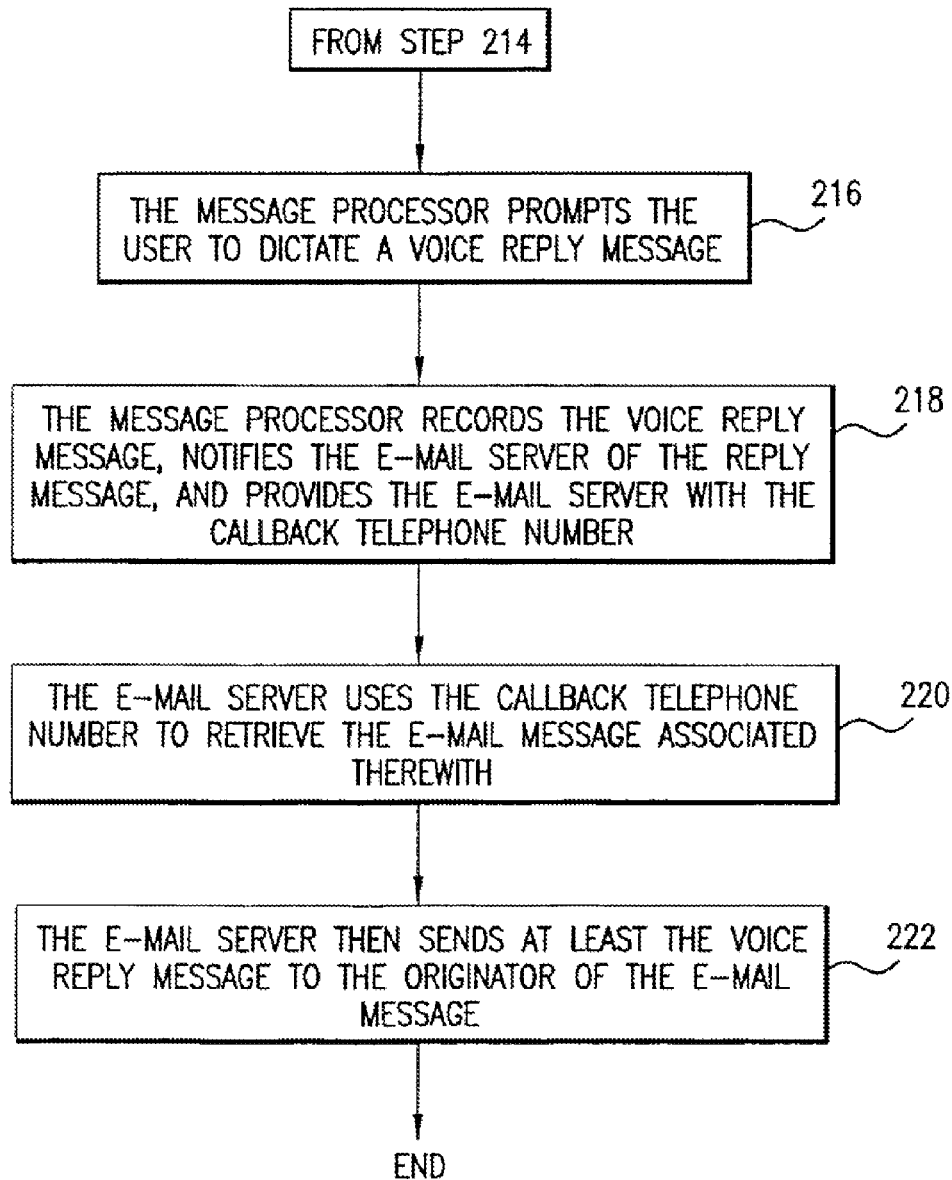 FROM STEP 214
THE MESSAGE PROCESSOR PROMPTS THE
USER TO DICTATE A VOICE REPLY MESSAGE
216
THE MESSAGE PROCESSOR RECORDS THE VOICE REPLY
MESSAGE, NOTIFIES THE E-MAIL SERVER OF THE REPLY
MESSAGE, AND PROVIDES THE E-MAIL SERVER WITH THE
CALLBACK TELEPHONE NUMBER
218
THE E-MAIL SERVER USES THE CALLBACK TELEPHONE
NUMBER TO RETRIEVE THE E-MAIL MESSAGE ASSOCIATED
THEREWITH
220
THE E-MAIL SERVER THEN SENDS AT LEAST THE VOICE
REPLY MESSAGE TO THE ORIGINATOR OF THE E-MAIL
MESSAGE
222
END